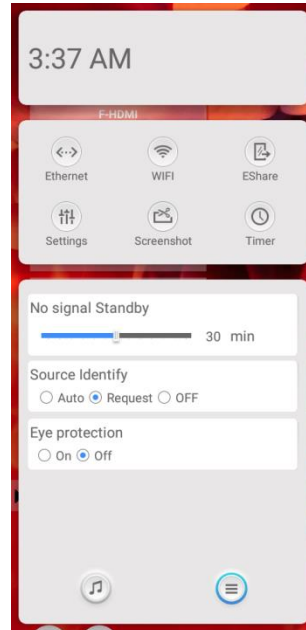 3:37 AM
F-HDMI
Ethernet
WIFI
EShare
Settings
Screenshot
Timer
No signal Standby
30 min
Source Identify
Auto Request OFF
Eye protection
On Off